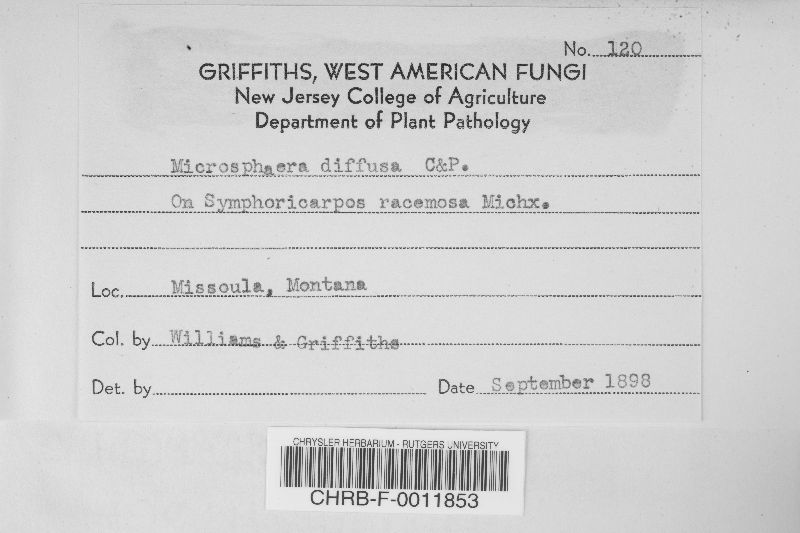 No. 120
GRIFFITHS, WEST AMERICAN FUNGI
New Jersey College of Agriculture
Department of Plant Pathology
Microsphaera diffusa C&P.
On Symphoricarpos racemosa Michx.
Loc. Missoula, Montana
Col. by Williams & Griffiths
Det. by
Date September 1898
CHRYSLER HERBARIUM - RUTGERS UNIVERSITY
CHRB-F-0011853